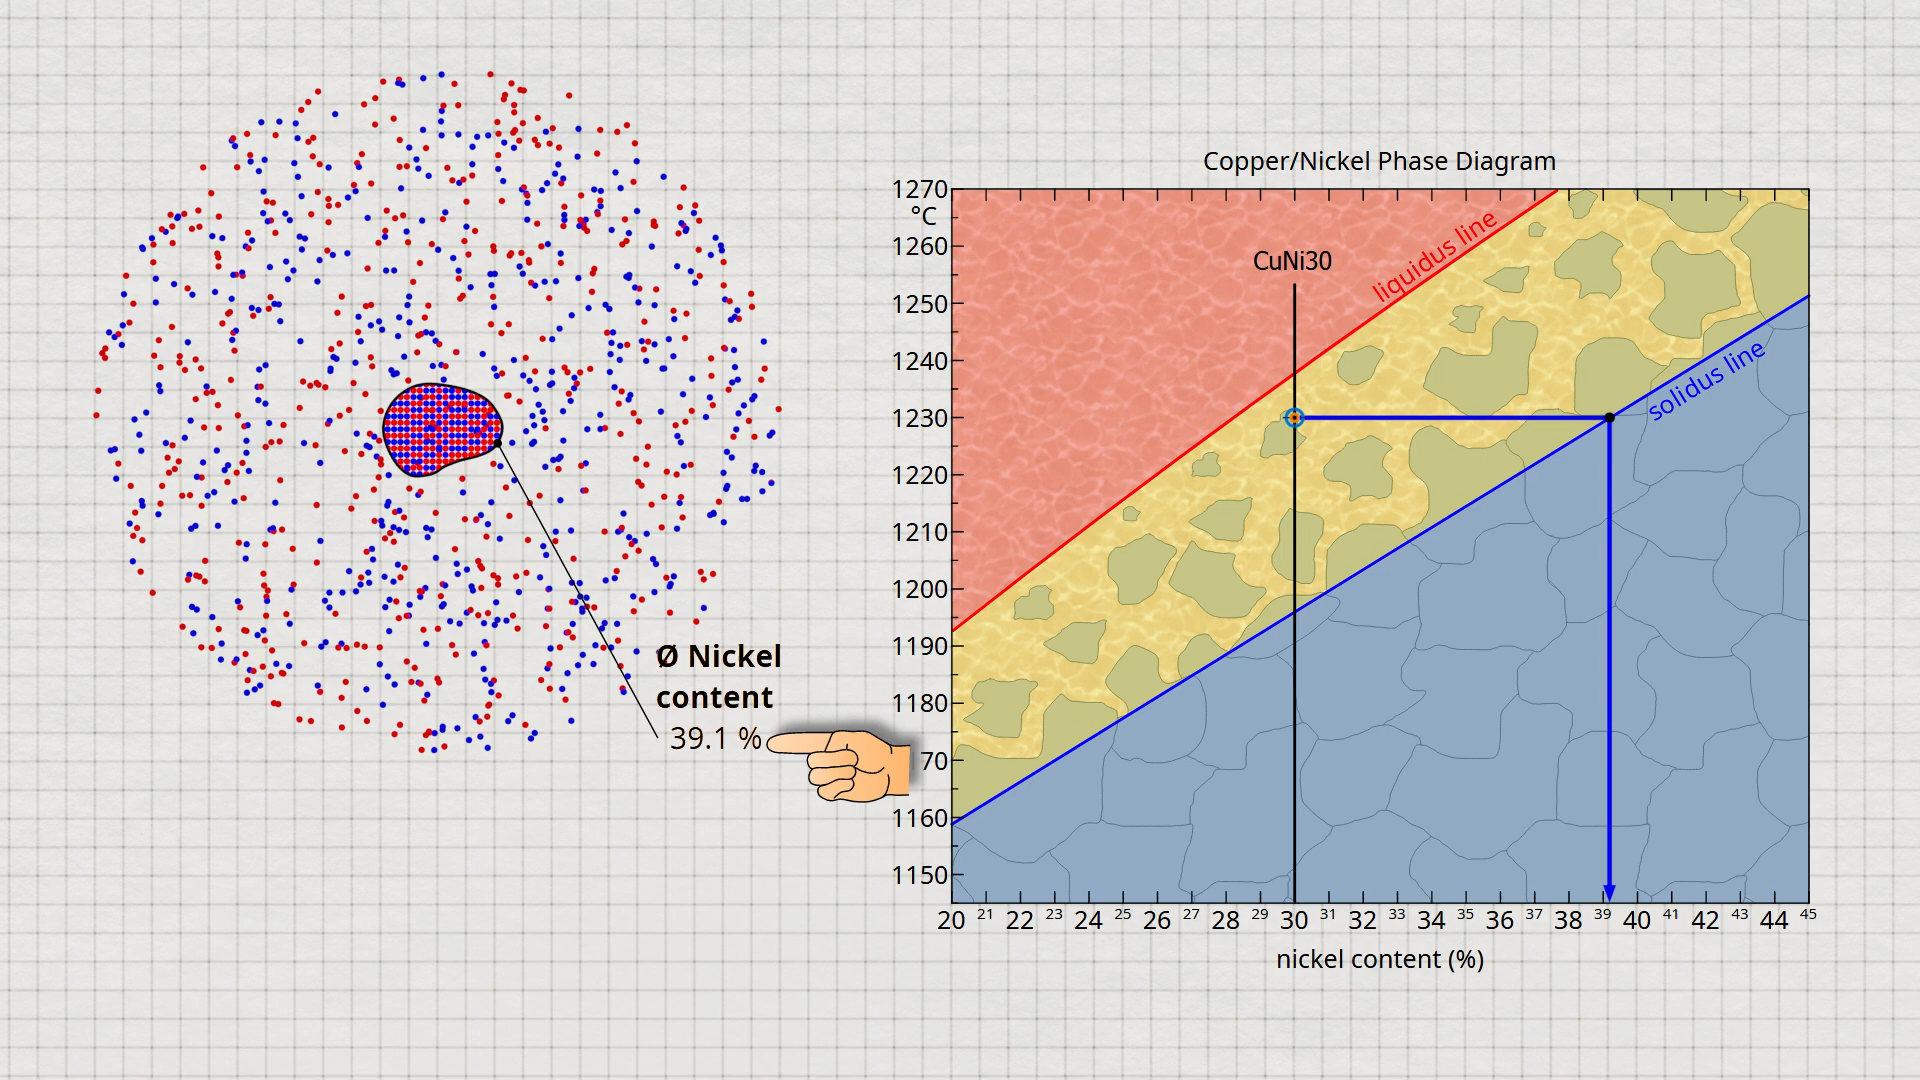 Copper/Nickel Phase Diagram
1270
°C
1260
1250
1240
1230
1220
1210
1200
1190
1180
70
1160
1150
CuNi30
liquidus line
solidus line
Ø Nickel
content
39.1 %
20 21 22 23 24 25 26 27 28 29 30 31 32 33 34 35 36 37 38 39 40 41 42 43 44 45
nickel content (%)